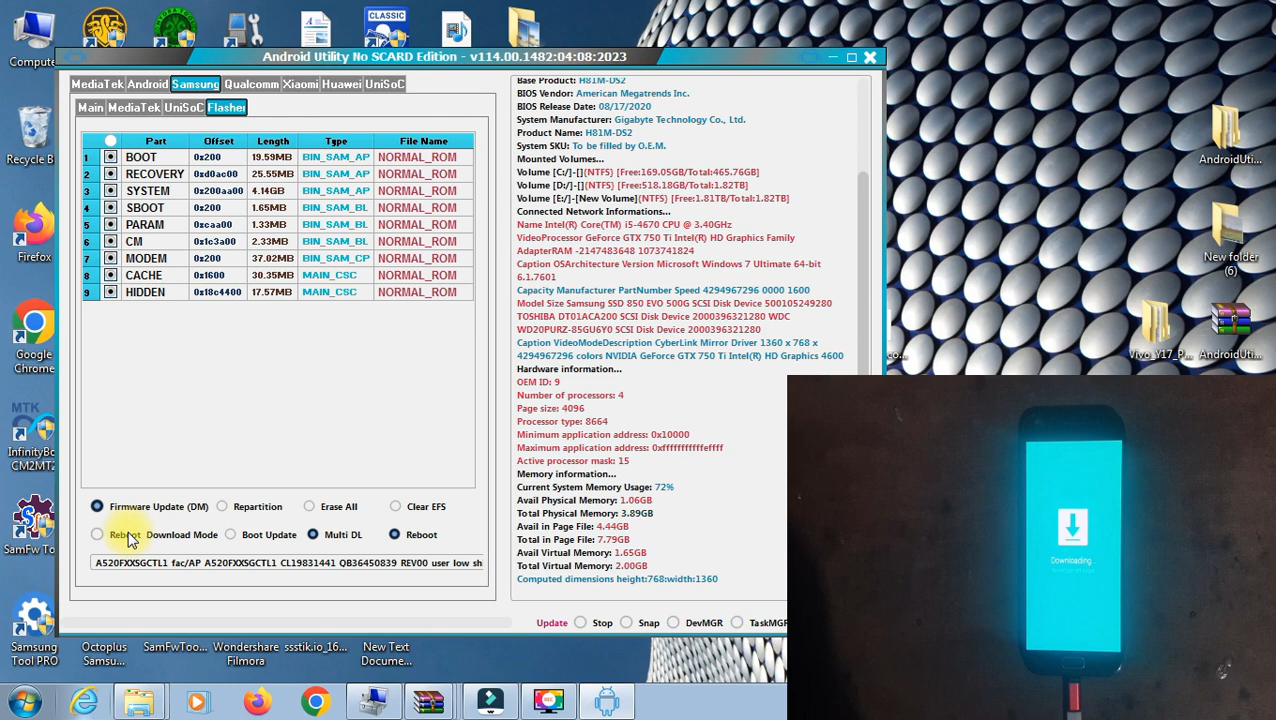 CLASSIC
Compute
Recycle B
Firefox
Google
Chrome
MTK
InfinityBo
CM2MT2
SamFw To
Samsung
Tool PRO
Octoplus
Samsu...
SamFwToo...
Wondershare
Filmora
ssstik.io_16...
New Text
Docume...
AndroidUti...
New folder
(6)
Vivo_Y17_P...
AndroidUti...
co...
Android Utility No SCARD Edition - v114.00.1482:04:08:2023
MediaTek Android Samsung Qualcomm Xiaomi Huawei UniSoC
Main MediaTek UniSoC Flasher
Part Offset Length Type File Name
1 BOOT 0x200 19.59MB BIN_SAM_AP NORMAL_ROM
2 RECOVERY 0xd0ac00 25.55MB BIN_SAM_AP NORMAL_ROM
3 SYSTEM 0x200aa00 4.14GB BIN_SAM_AP NORMAL_ROM
4 SBOOT 0x200 1.65MB BIN_SAM_BL NORMAL_ROM
5 PARAM 0xcaa00 1.33MB BIN_SAM_BL NORMAL_ROM
6 CM 0x1c3a00 2.33MB BIN_SAM_BL NORMAL_ROM
7 MODEM 0x200 37.02MB BIN_SAM_CP NORMAL_ROM
8 CACHE 0x1600 30.35MB MAIN_CSC NORMAL_ROM
9 HIDDEN 0x18c4400 17.57MB MAIN_CSC NORMAL_ROM
Firmware Update (DM) Repartition Erase All Clear EFS
Reboot Download Mode Boot Update Multi DL Reboot
A520FXXSGCTL1 fac/AP A520FXXSGCTL1 CL19831441 QB36450839 REV00 user low sh
Base Product: H81M-DS2
BIOS Vendor: American Megatrends Inc.
BIOS Release Date: 08/17/2020
System Manufacturer: Gigabyte Technology Co., Ltd.
Product Name: H81M-DS2
System SKU: To be filled by O.E.M.
Mounted Volumes...
Volume [C:/]-[](NTFS) [Free:169.05GB/Total:465.76GB]
Volume [D:/]-[](NTFS) [Free:518.18GB/Total:1.82TB]
Volume [E:/]-[New Volume](NTFS) [Free:1.81TB/Total:1.82TB]
Connected Network Informations...
Name Intel(R) Core(TM) i5-4670 CPU @ 3.40GHz
VideoProcessor GeForce GTX 750 Ti Intel(R) HD Graphics Family
AdapterRAM -2147483648 1073741824
Caption OSArchitecture Version Microsoft Windows 7 Ultimate 64-bit
6.1.7601
Capacity Manufacturer PartNumber Speed 4294967296 0000 1600
Model Size Samsung SSD 850 EVO 500G SCSI Disk Device 500105249280
TOSHIBA DT01ACA200 SCSI Disk Device 2000396321280 WDC
WD20PURZ-85GU6Y0 SCSI Disk Device 2000396321280
Caption VideoModeDescription CyberLink Mirror Driver 1360 x 768 x
4294967296 colors NVIDIA GeForce GTX 750 Ti Intel(R) HD Graphics 4600
Hardware information...
OEM ID: 9
Number of processors: 4
Page size: 4096
Processor type: 8664
Minimum application address: 0x10000
Maximum application address: 0xfffffffffffeffff
Active processor mask: 15
Memory information...
Current System Memory Usage: 72%
Avail Physical Memory: 1.06GB
Total Physical Memory: 3.89GB
Avail in Page File: 4.44GB
Total in Page File: 7.79GB
Avail Virtual Memory: 1.65GB
Total Virtual Memory: 2.00GB
Computed dimensions height:768:width:1360
Update Stop Snap DevMGR TaskMGR
REC
Downloading...